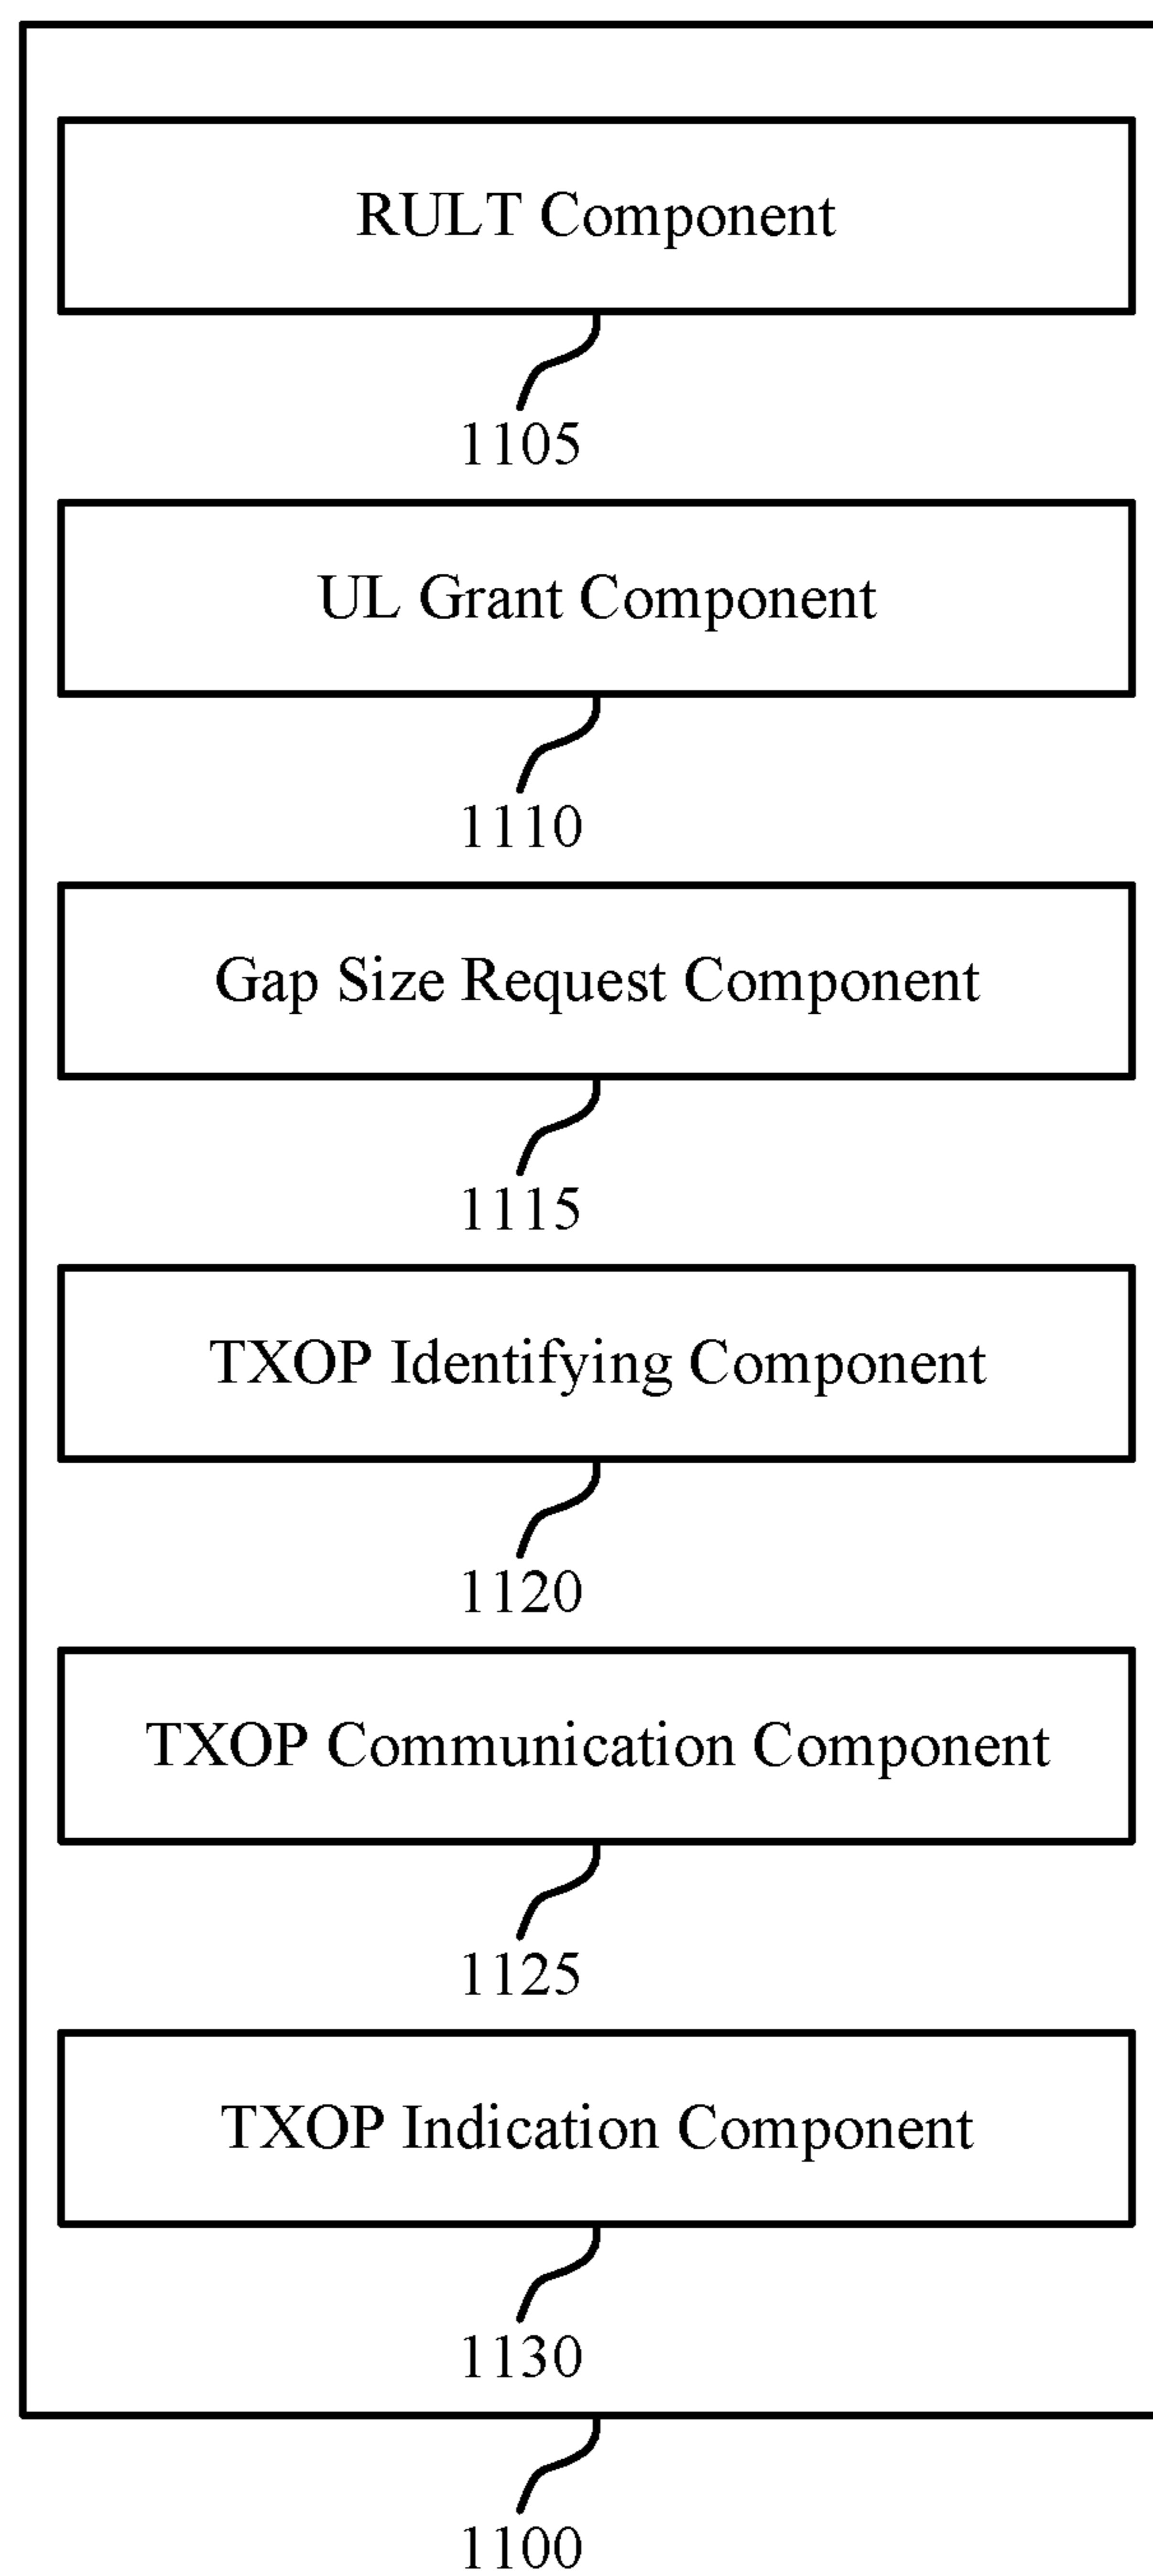 RULT Component
1105
UL Grant Component
1110
Gap Size Request Component
1115
TXOP Identifying Component
1120
TXOP Communication Component
1125
TXOP Indication Component
1130
1100